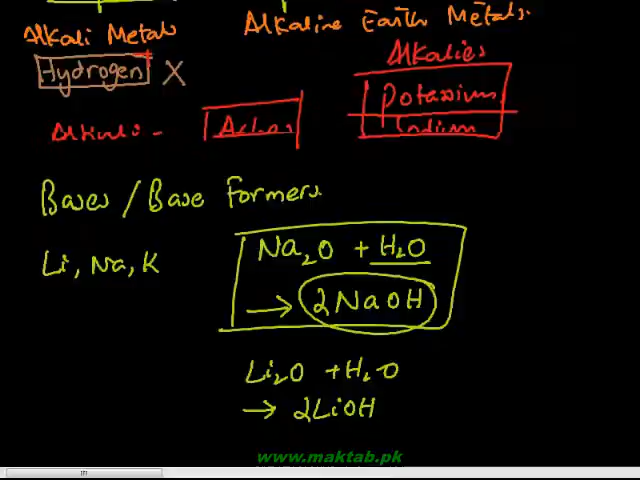 Alkali Metals
Alkaline Earth Metals.
Hydrogen X
Alkalies
Potassium
Sodium
Bases / Base Formers
Li, Na, K
Na₂O + H₂O
→ 2NaOH
Li₂O + H₂O
→ 2LiOH
www.maktab.pk